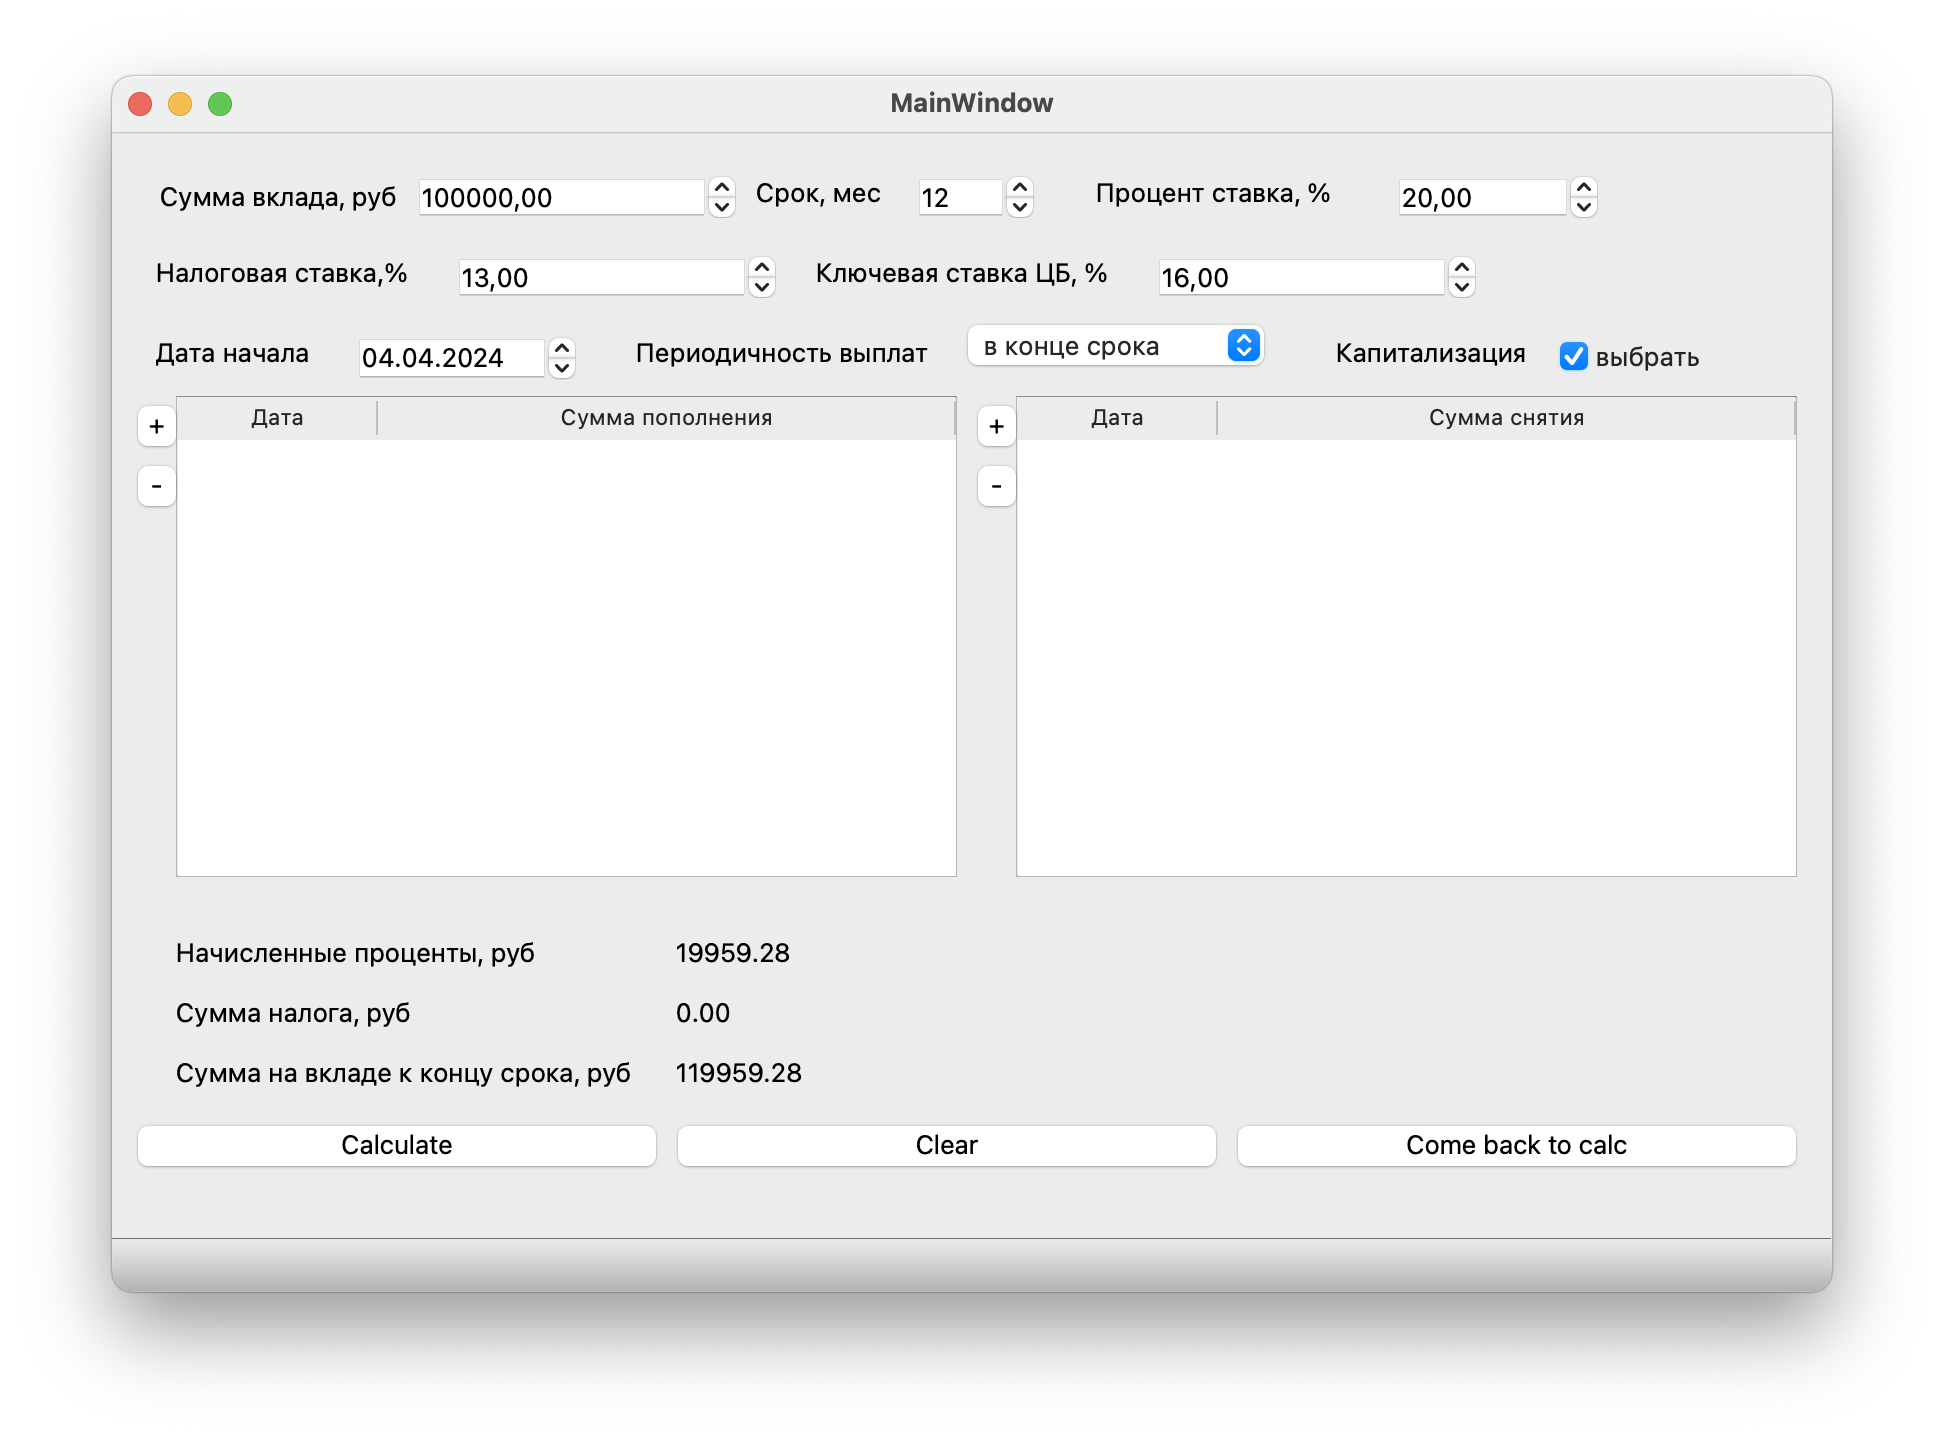 MainWindow
Сумма вклада, руб 100000,00 Срок, мес 12 Процент ставка, % 20,00
Налоговая ставка,% 13,00 Ключевая ставка ЦБ, % 16,00
Дата начала 04.04.2024 Периодичность выплат в конце срока Капитализация выбрать
+ Дата Сумма пополнения + Дата Сумма снятия
- -
Начисленные проценты, руб 19959.28
Сумма налога, руб 0.00
Сумма на вкладе к концу срока, руб 119959.28
Calculate Clear Come back to calc